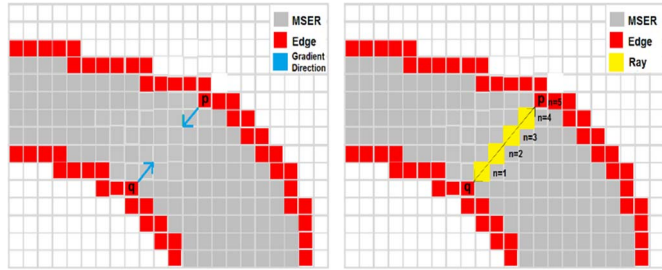 MSER
Edge
Gradient
Direction
p
q
MSER
Edge
Ray
p n=5
n=4
n=3
n=2
n=1
q